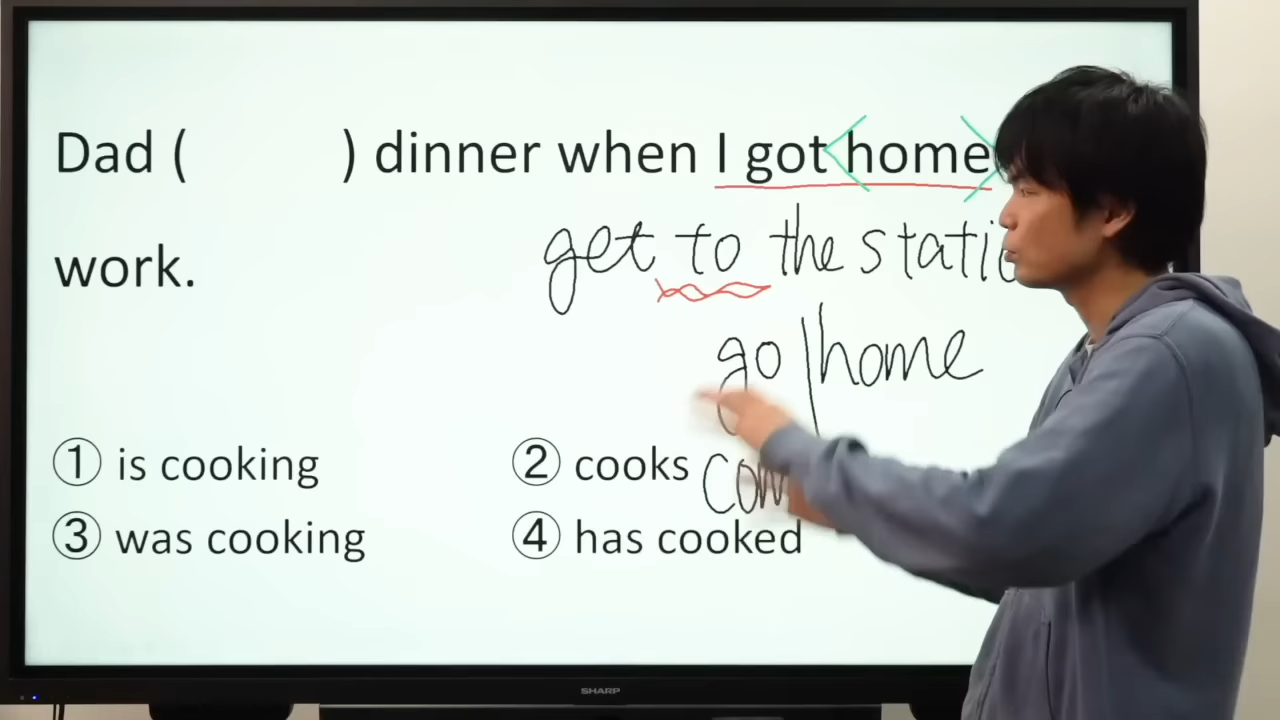 Dad ( ) dinner when I got home
work.
get to the
go home
① is cooking ② cooks
③ was cooking ④ has cooked
SHARP